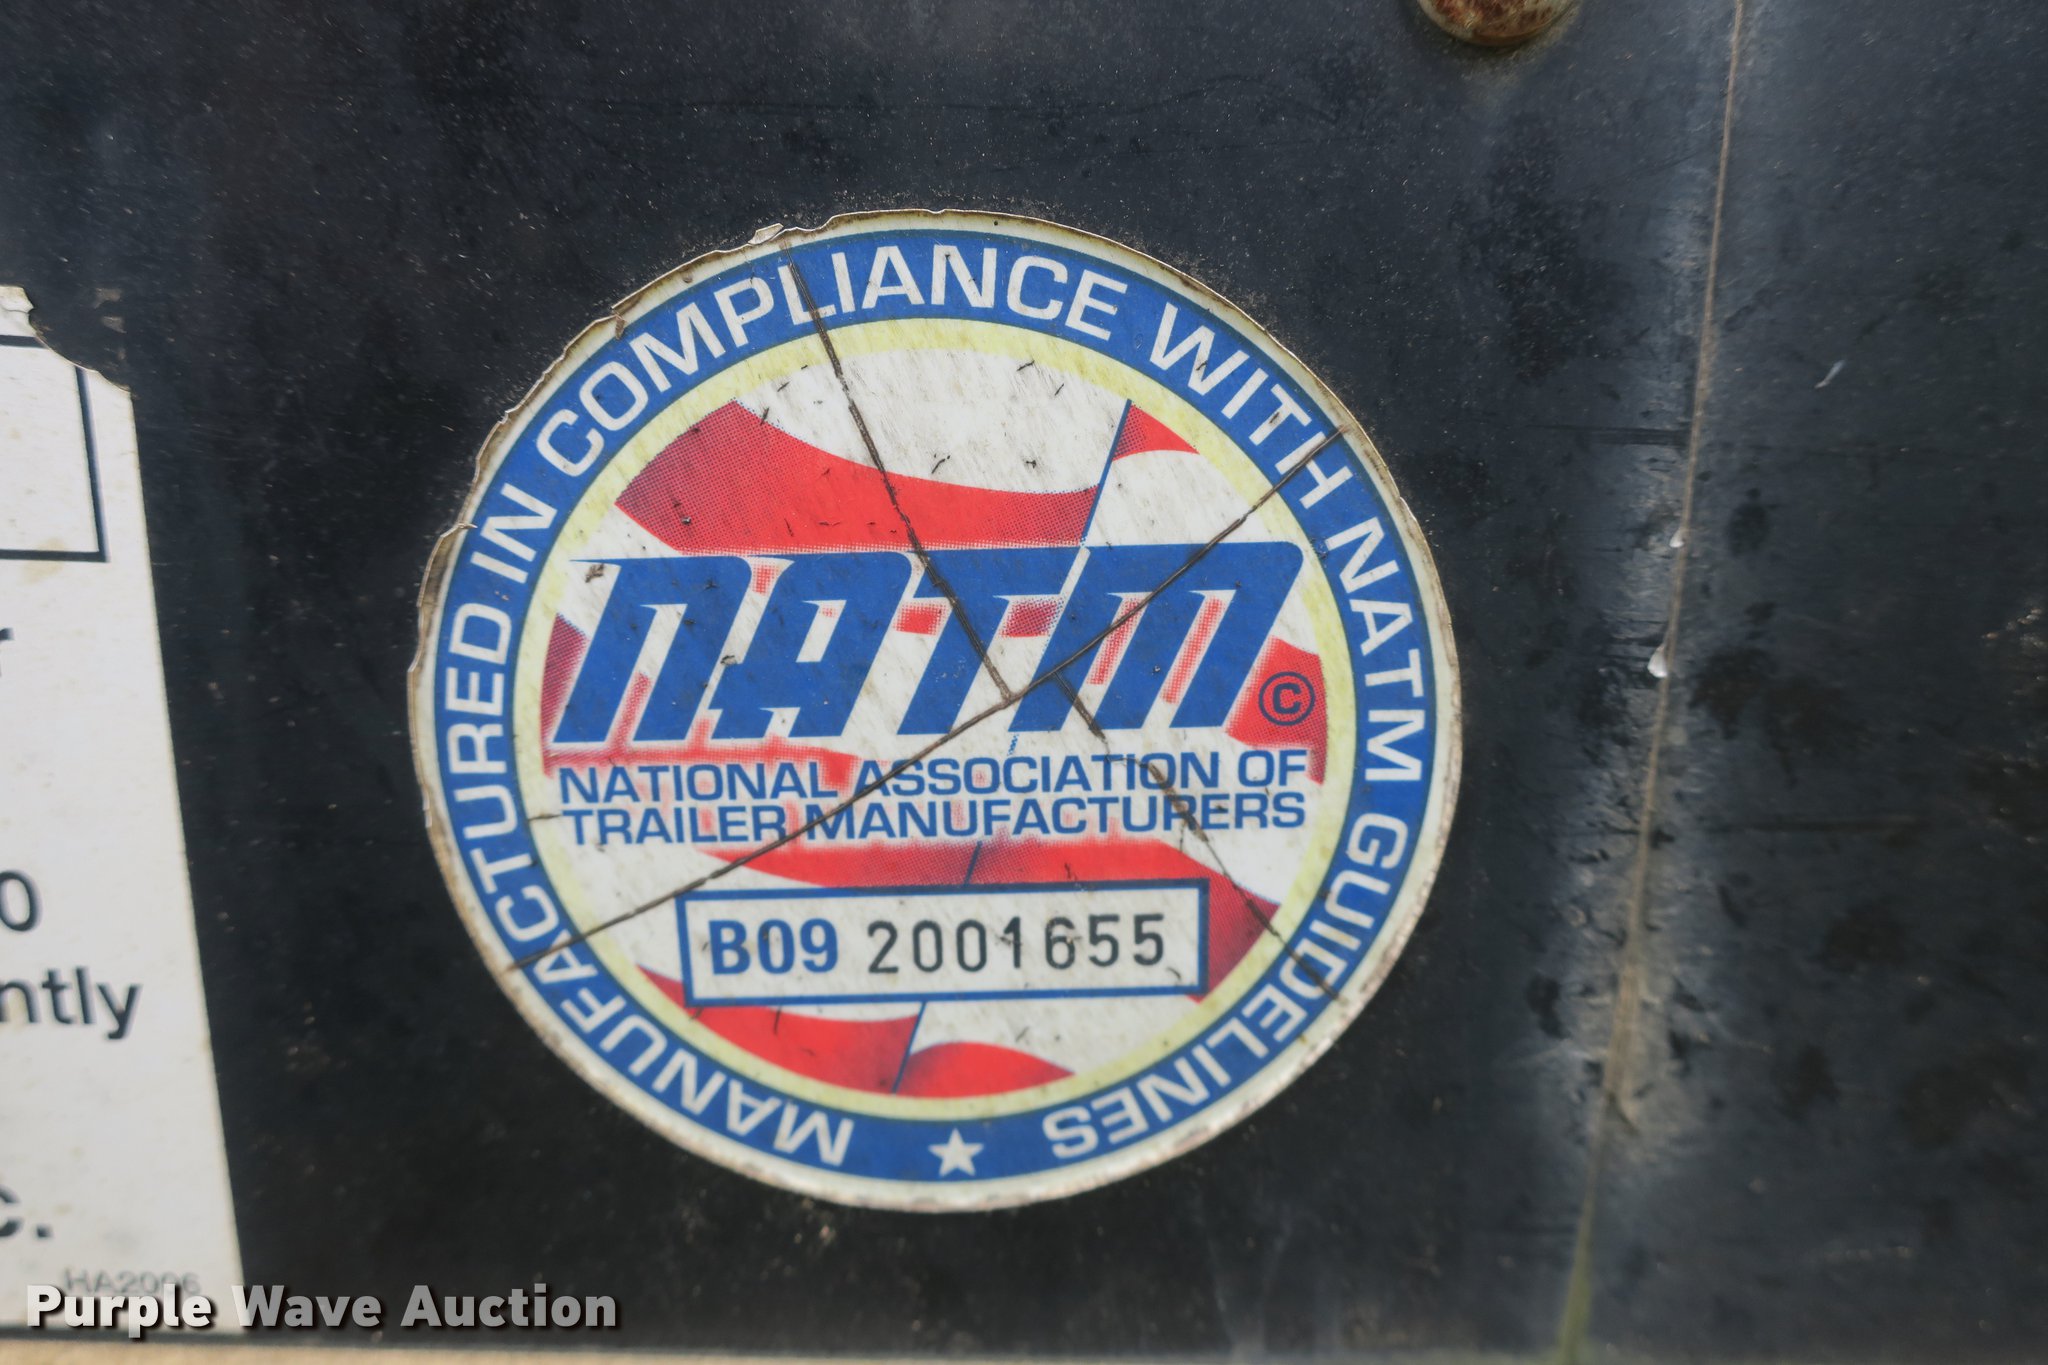 MANUFACTURED IN COMPLIANCE WITH NATM GUIDELINES
NATM ©
NATIONAL ASSOCIATION OF
TRAILER MANUFACTURERS
B09 2001655
r
0
ntly
c.
HA2006
Purple Wave Auction